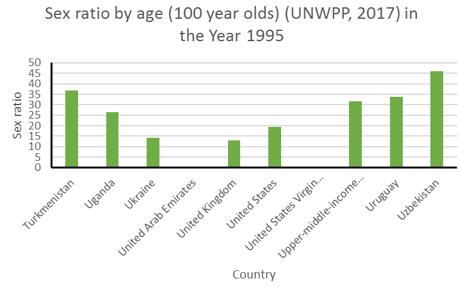 Sex ratio by age (100 year olds) (UNWPP, 2017) in
the Year 1995
50
45
40
35
30
25
20
15
10
5
0
Sex ratio
Turkmenistan
Uganda
Ukraine
United Arab Emirates
United Kingdom
United States
United States Virgin...
Upper-middle-income...
Uruguay
Uzbekistan
Country